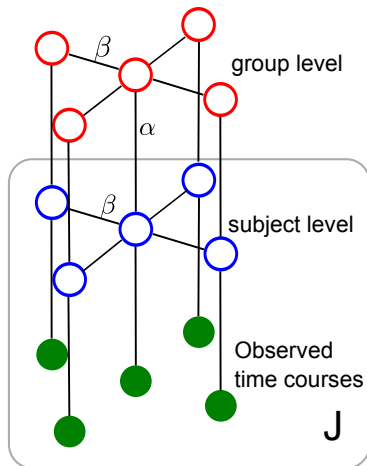 β
group level
α
β
subject level
Observed
time courses
J